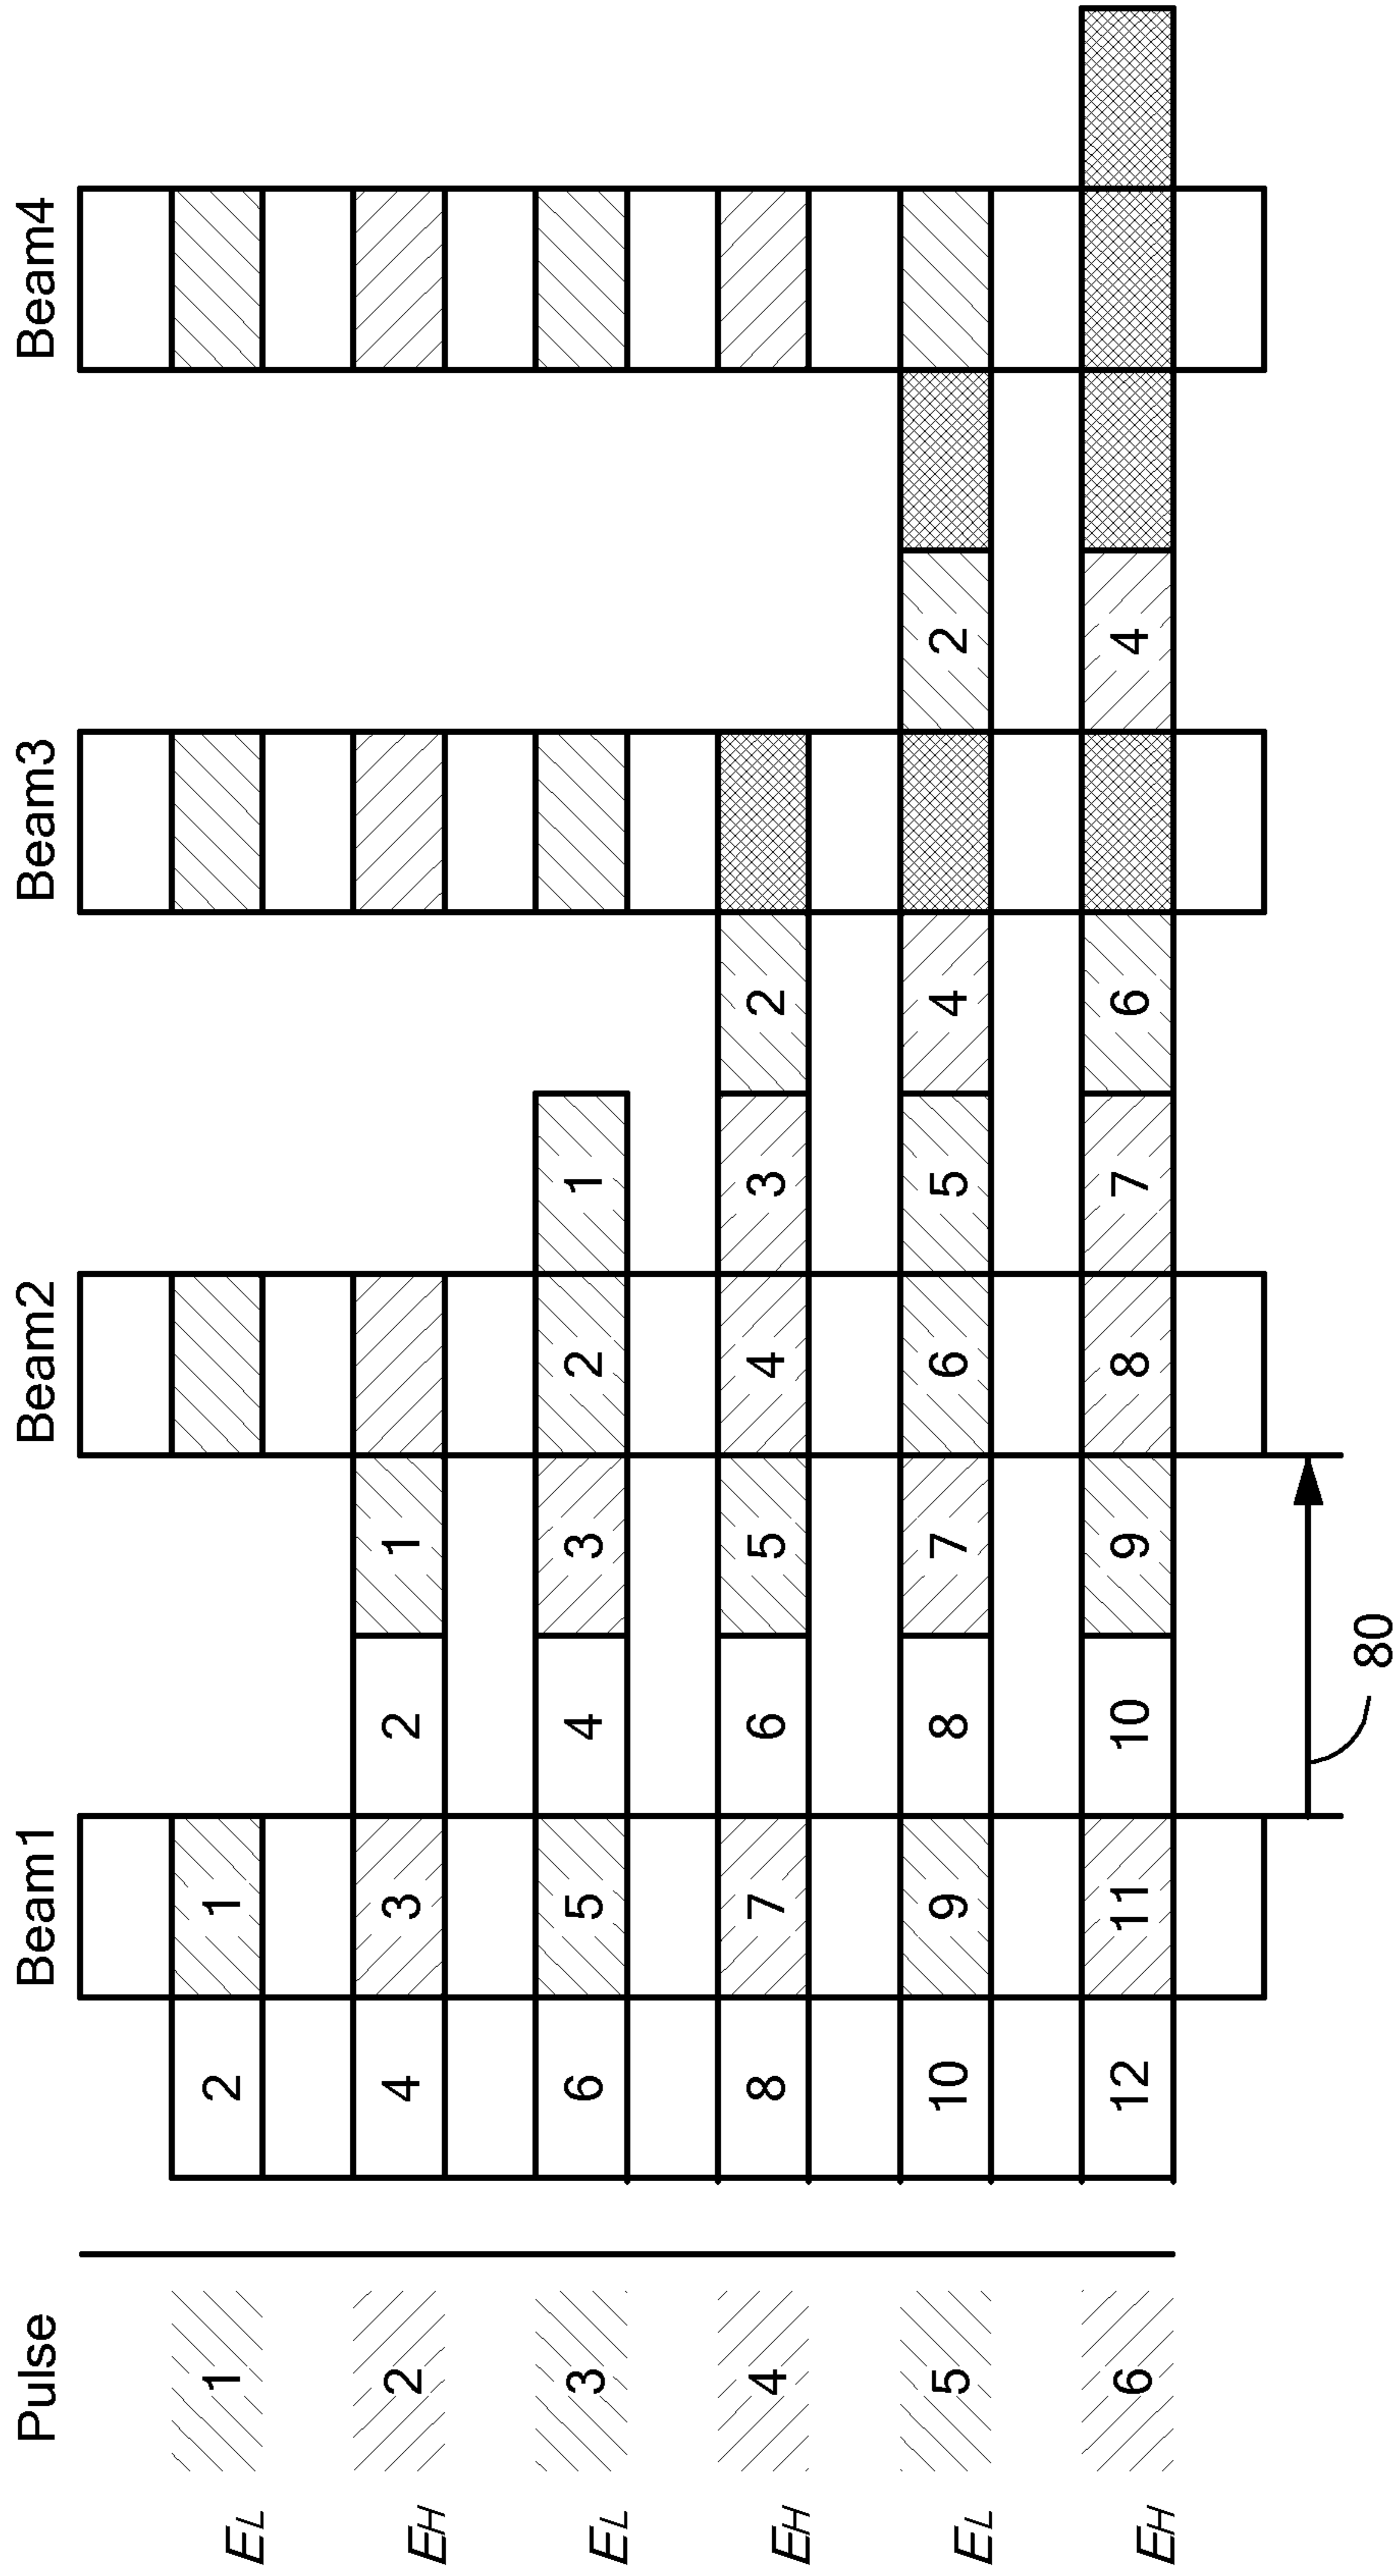 Pulse Beam1 Beam2 Beam3 Beam4
EL 1 2 1
EH 2 4 3 2 1
EL 3 6 5 4 3 2 1
EH 4 8 7 6 5 4 3 2
EL 5 10 9 8 7 6 5 4 2
EH 6 12 11 10 9 8 7 6 4
80